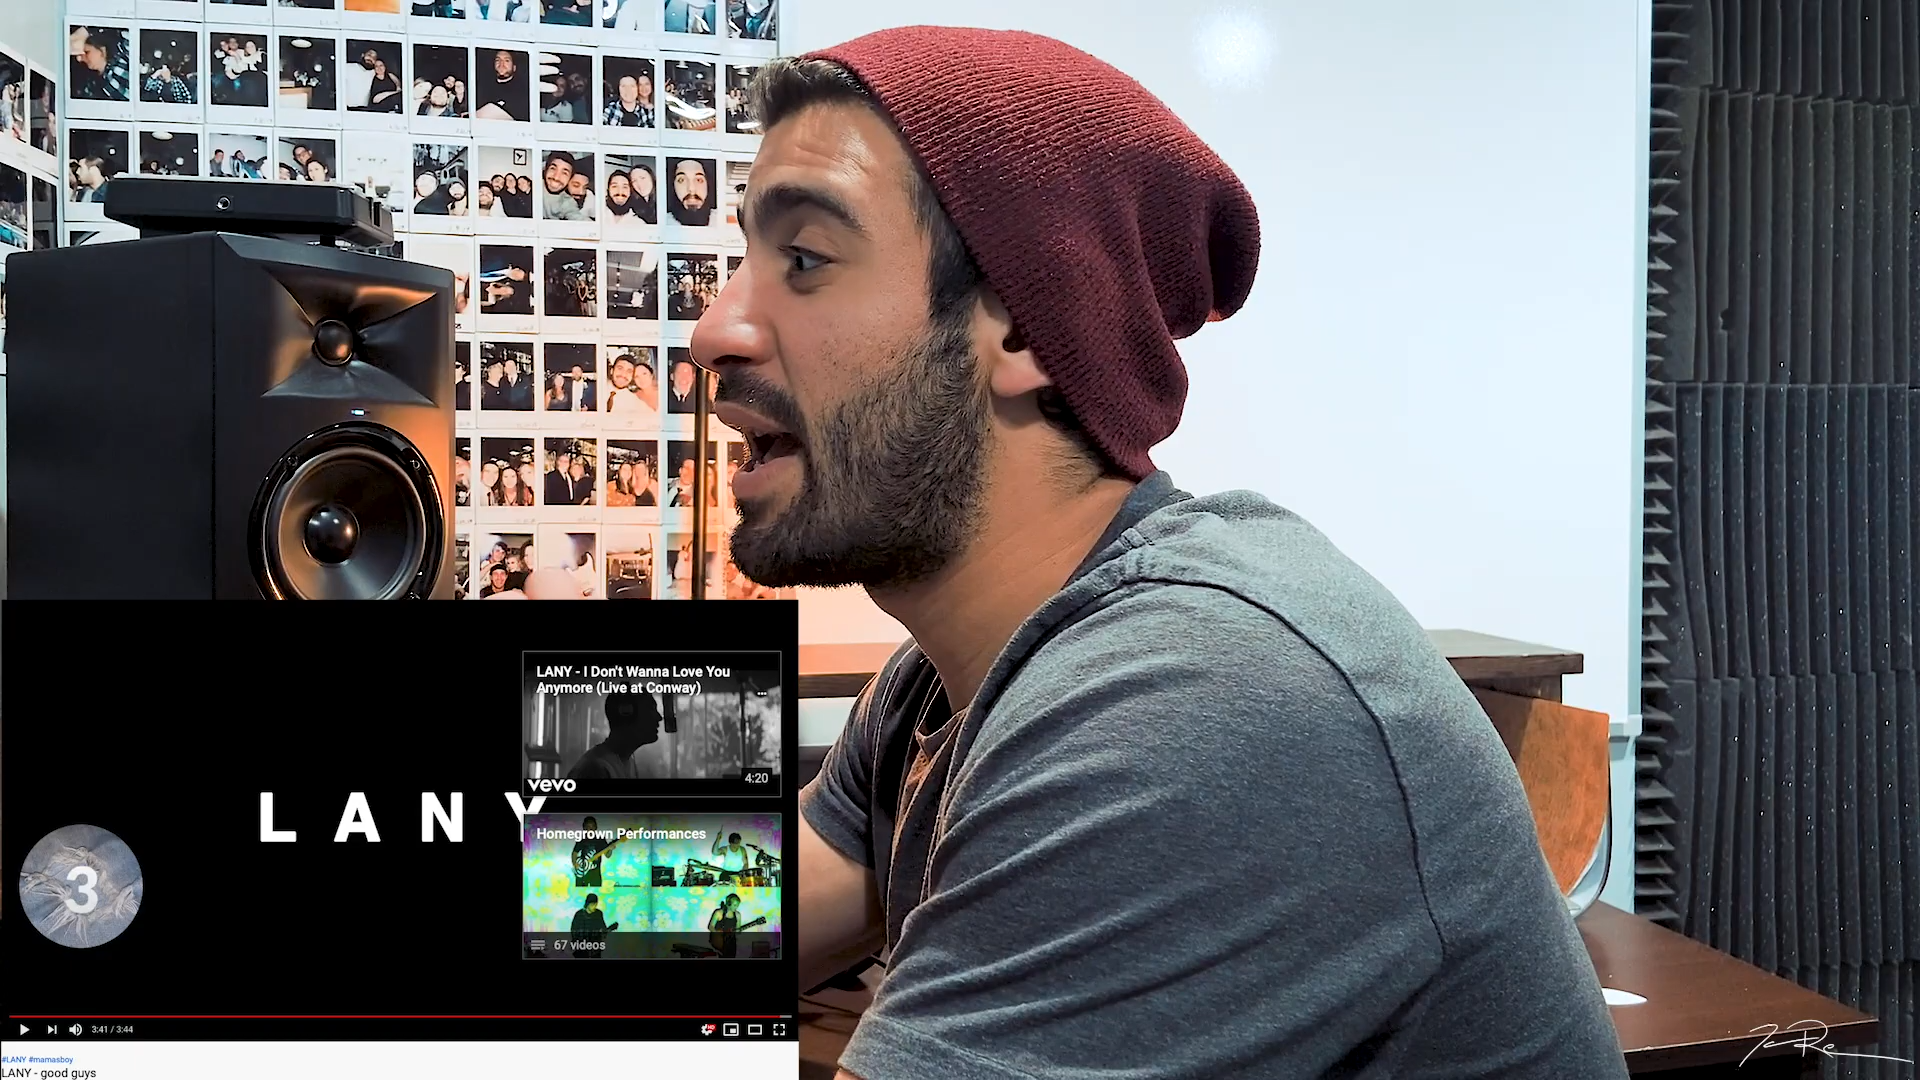 LANY - I Don't Wanna Love You
Anymore (Live at Conway)
vevo
4:20
L A N Y
Homegrown Performances
3
67 videos
3:41 / 3:44
#LANY #mamasboy
LANY - good guys